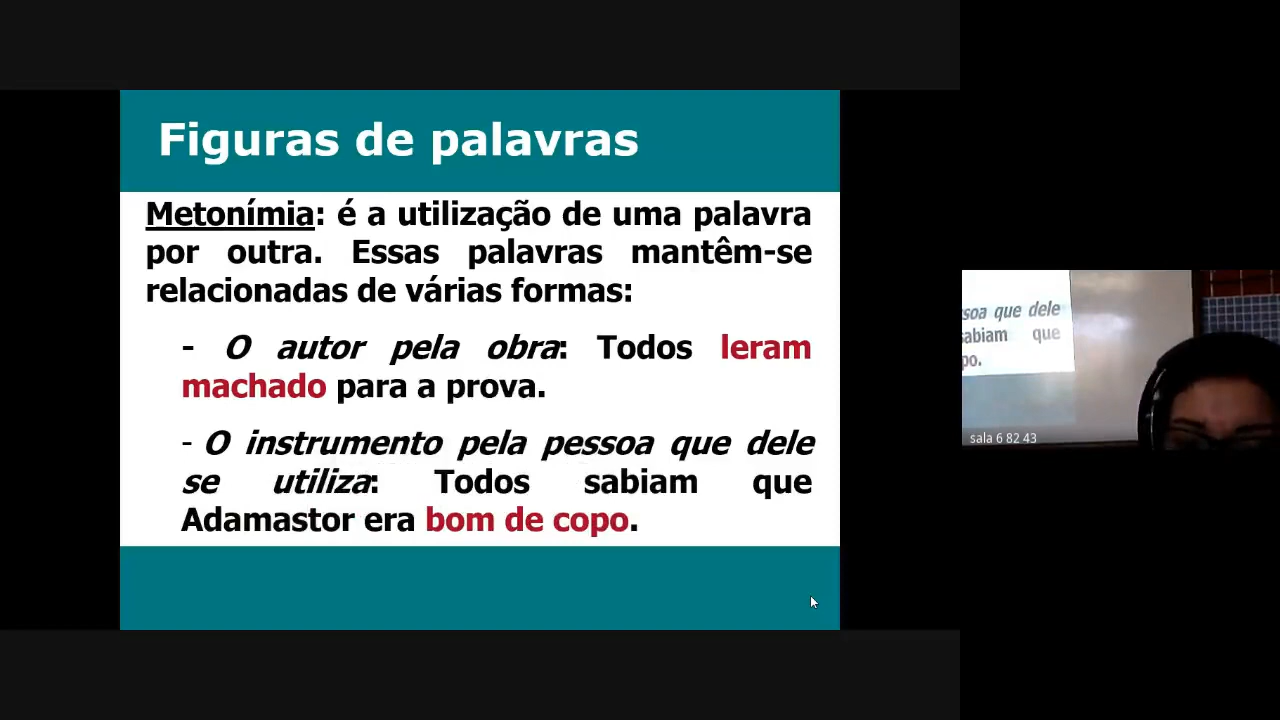 Figuras de palavras
Metonímia: é a utilização de uma palavra
por outra. Essas palavras mantêm-se
relacionadas de várias formas:
- O autor pela obra: Todos leram
machado para a prova.
- O instrumento pela pessoa que dele
se utiliza: Todos sabiam que
Adamastor era bom de copo.
soa que dele
sabiam que
po.
sala 6 82 43